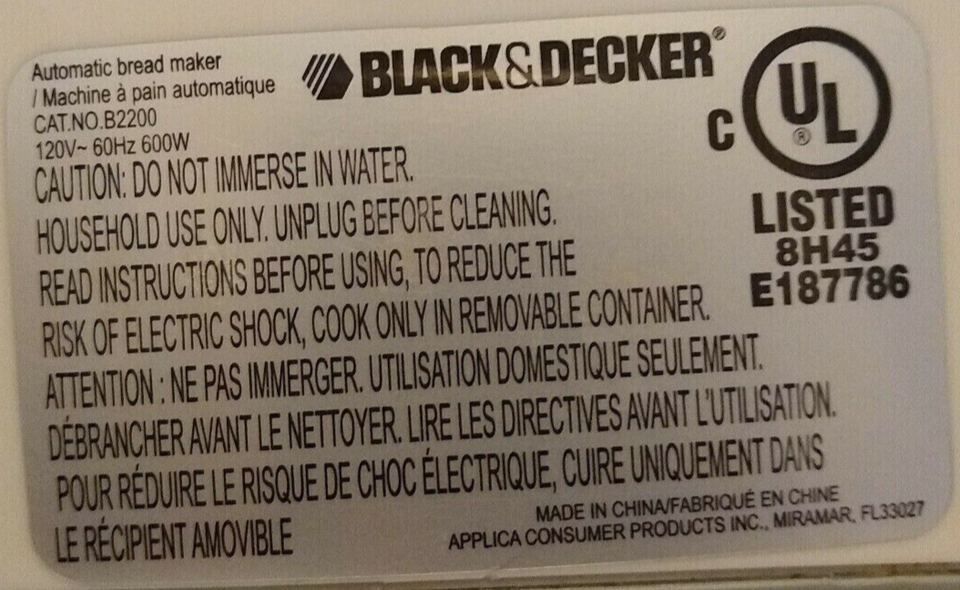 Automatic bread maker
/ Machine à pain automatique
CAT.NO.B2200
120V~ 60Hz 600W
BLACK&DECKER®
C UL ®
LISTED
8H45
E187786
CAUTION: DO NOT IMMERSE IN WATER.
HOUSEHOLD USE ONLY. UNPLUG BEFORE CLEANING.
READ INSTRUCTIONS BEFORE USING, TO REDUCE THE
RISK OF ELECTRIC SHOCK, COOK ONLY IN REMOVABLE CONTAINER.
ATTENTION : NE PAS IMMERGER. UTILISATION DOMESTIQUE SEULEMENT.
DÉBRANCHER AVANT LE NETTOYER. LIRE LES DIRECTIVES AVANT L'UTILISATION.
POUR RÉDUIRE LE RISQUE DE CHOC ÉLECTRIQUE, CUIRE UNIQUEMENT DANS
LE RÉCIPIENT AMOVIBLE
MADE IN CHINA/FABRIQUÉ EN CHINE
APPLICA CONSUMER PRODUCTS INC., MIRAMAR, FL33027